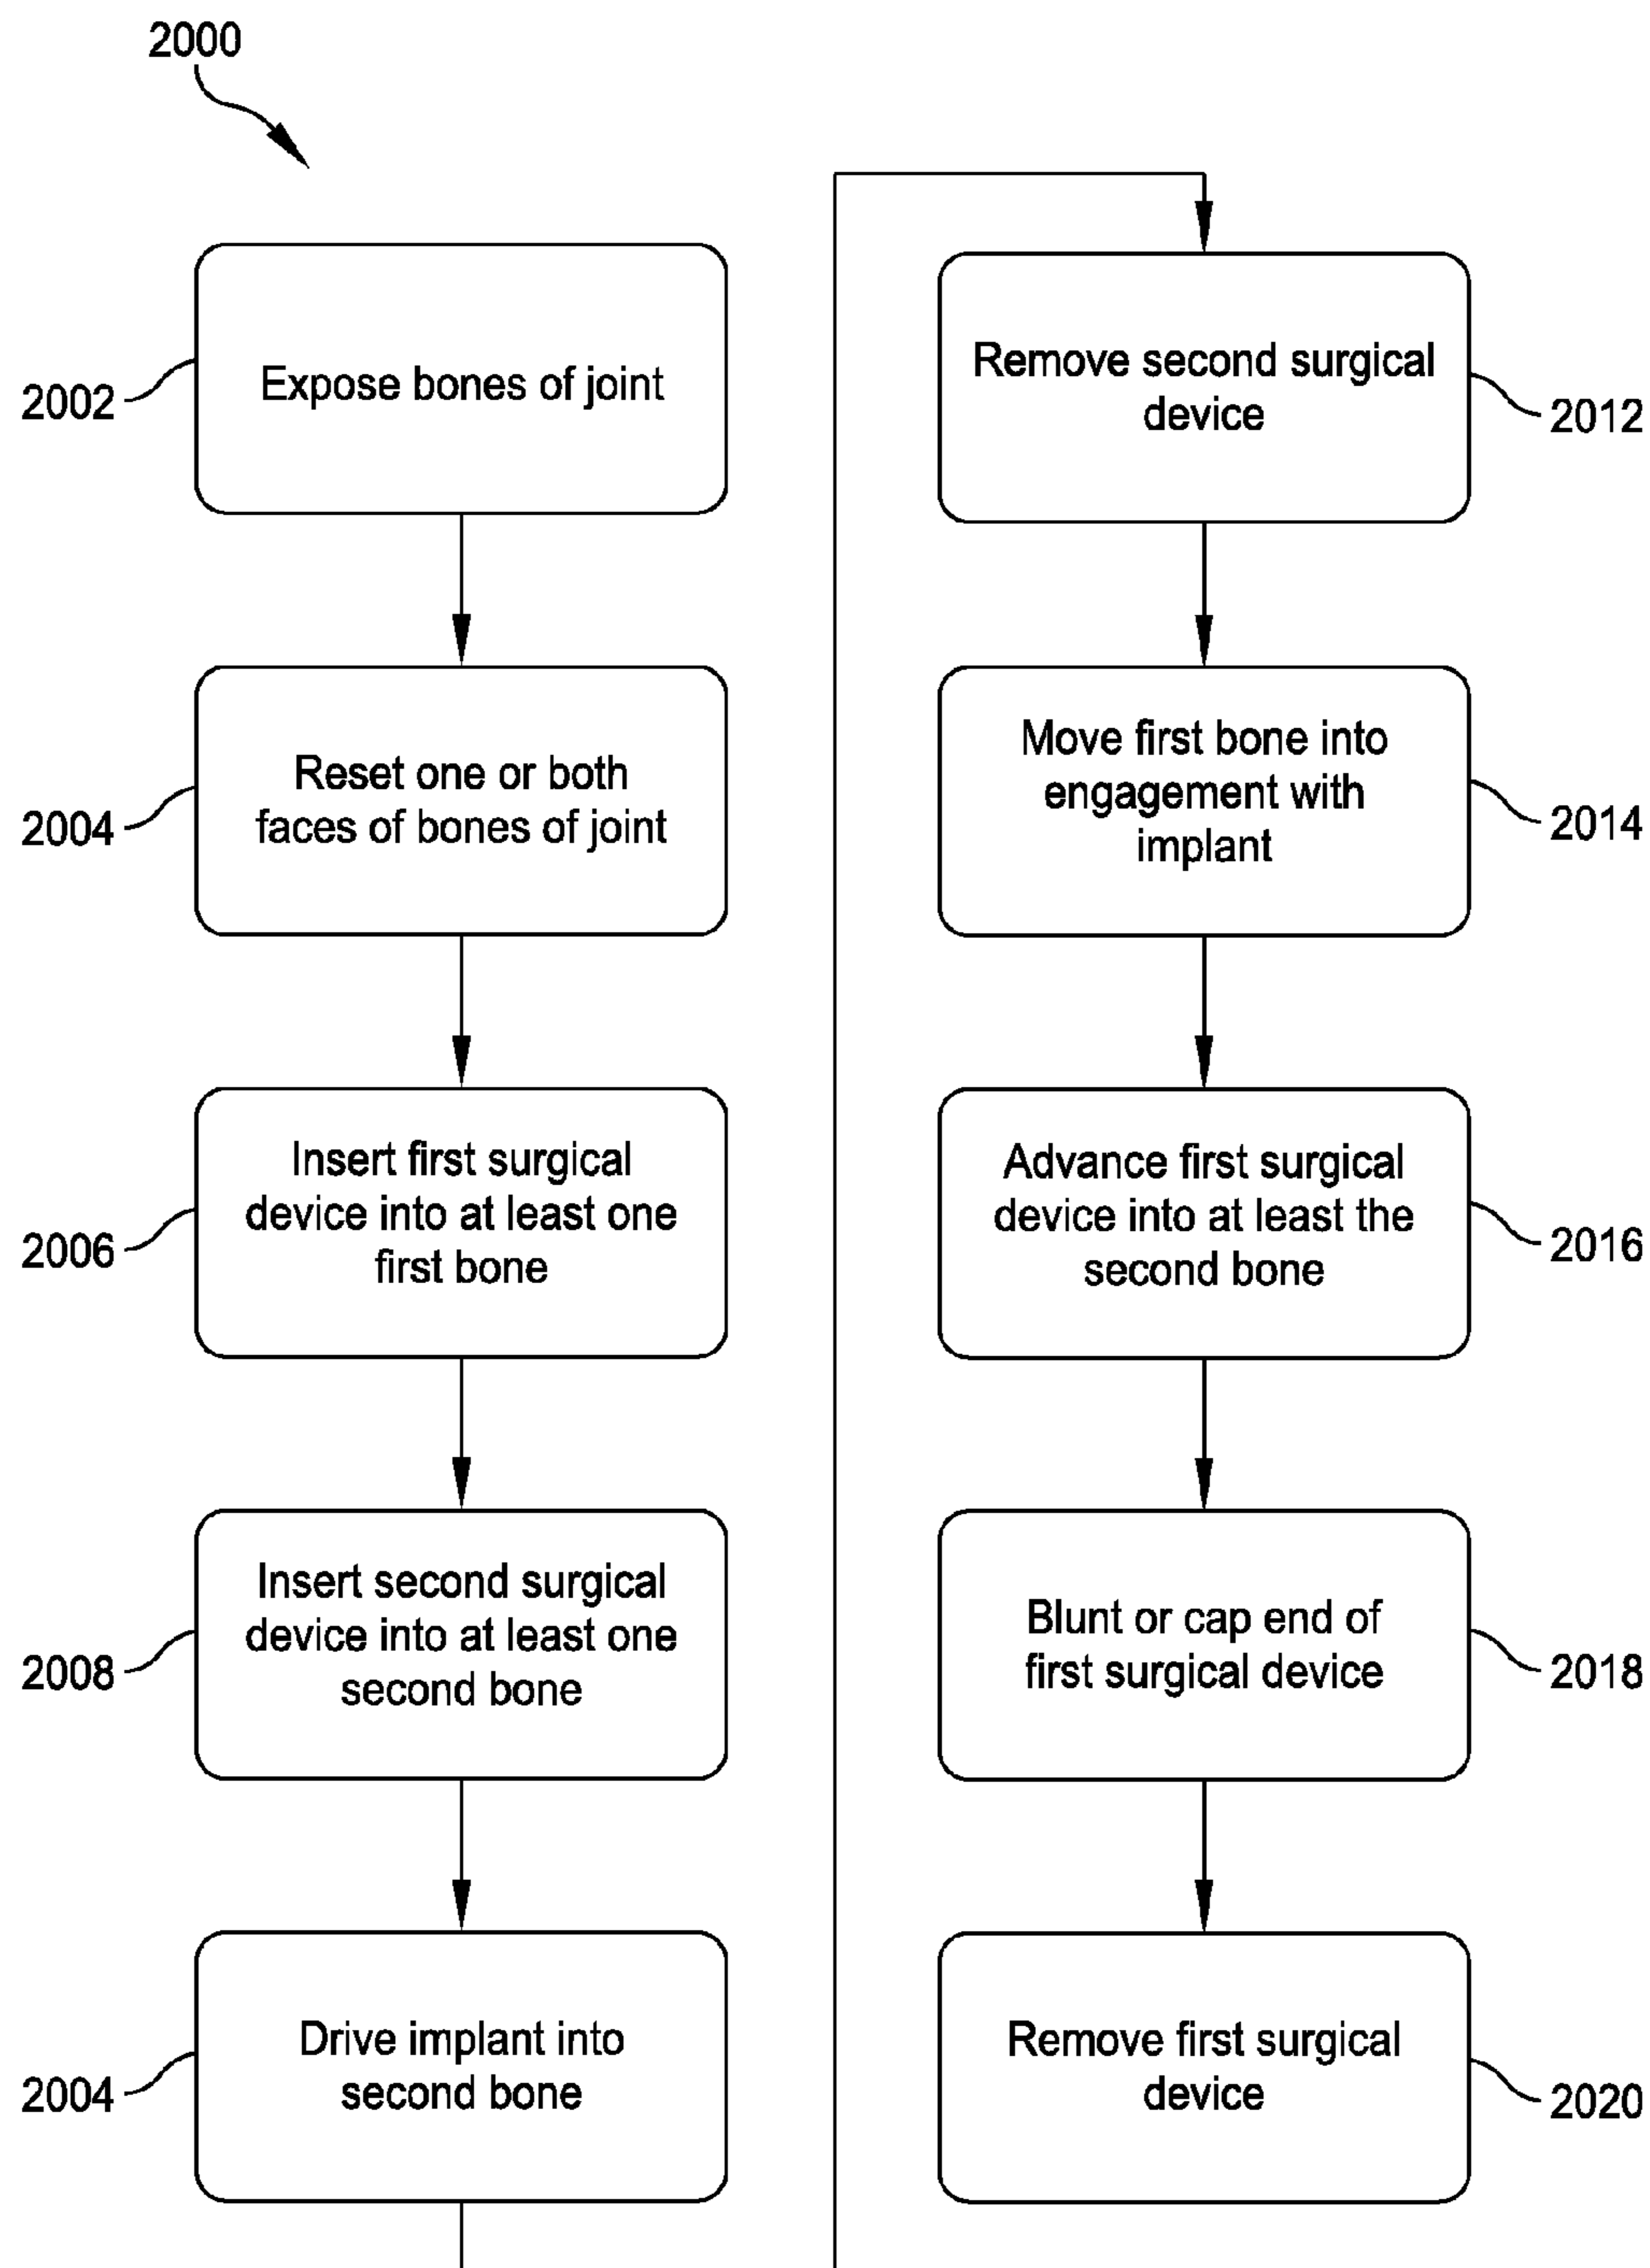 2000
Expose bones of joint
2002
Reset one or both
faces of bones of joint
2004
Insert first surgical
device into at least one
first bone
2006
Insert second surgical
device into at least one
second bone
2008
Drive implant into
second bone
2004
Remove second surgical
device
2012
Move first bone into
engagement with
implant
2014
Advance first surgical
device into at least the
second bone
2016
Blunt or cap end of
first surgical device
2018
Remove first surgical
device
2020